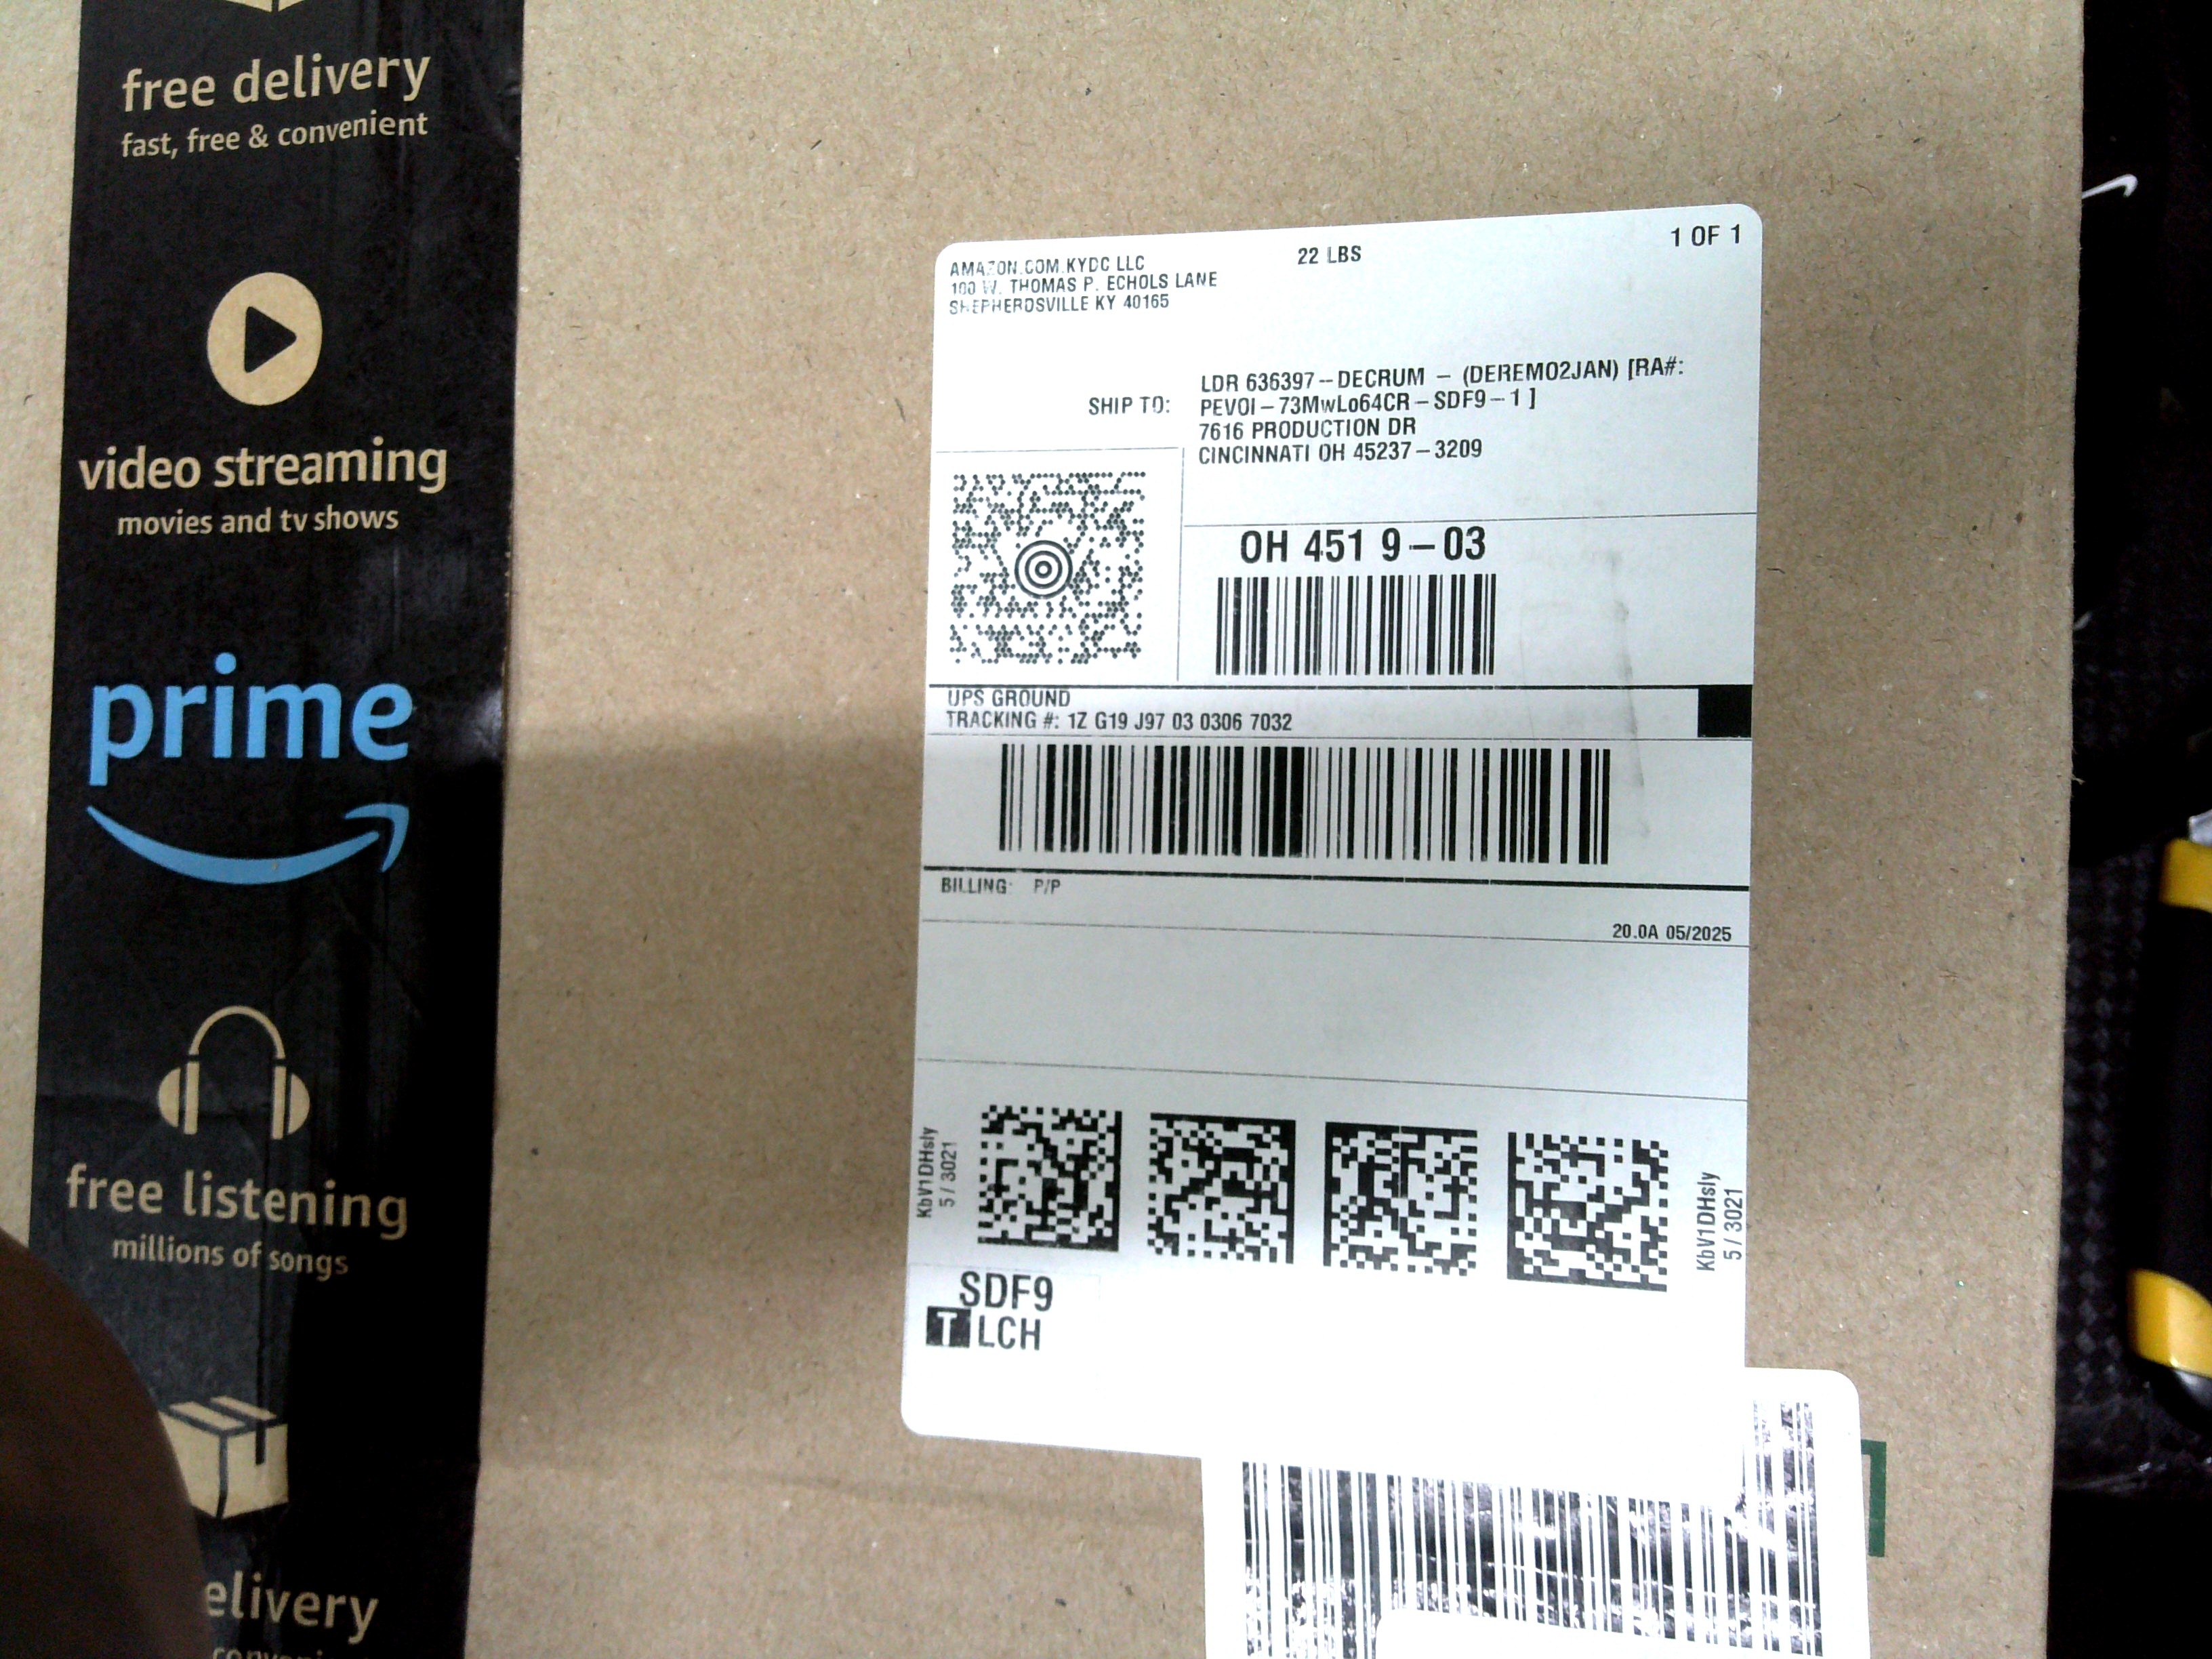 free delivery
fast, free & convenient
video streaming
movies and tv shows
prime
free listening
millions of songs
elivery
AMAZON.COM.KYDC LLC
100 W. THOMAS P. ECHOLS LANE
SHEPHERDSVILLE KY 40165
22 LBS
1 OF 1
SHIP TO:
LDR 636397-DECRUM - (DEREMO2JAN) [RA#:
PEVOI-73MwLo64CR-SDF9-1 ]
7616 PRODUCTION DR
CINCINNATI OH 45237-3209
OH 451 9-03
UPS GROUND
TRACKING #: 1Z G19 J97 03 0306 7032
BILLING: P/P
20.0A 05/2025
KbV1DHsly
5 / 3021
KbV1DHsly
5 / 3021
SDF9
T LCH